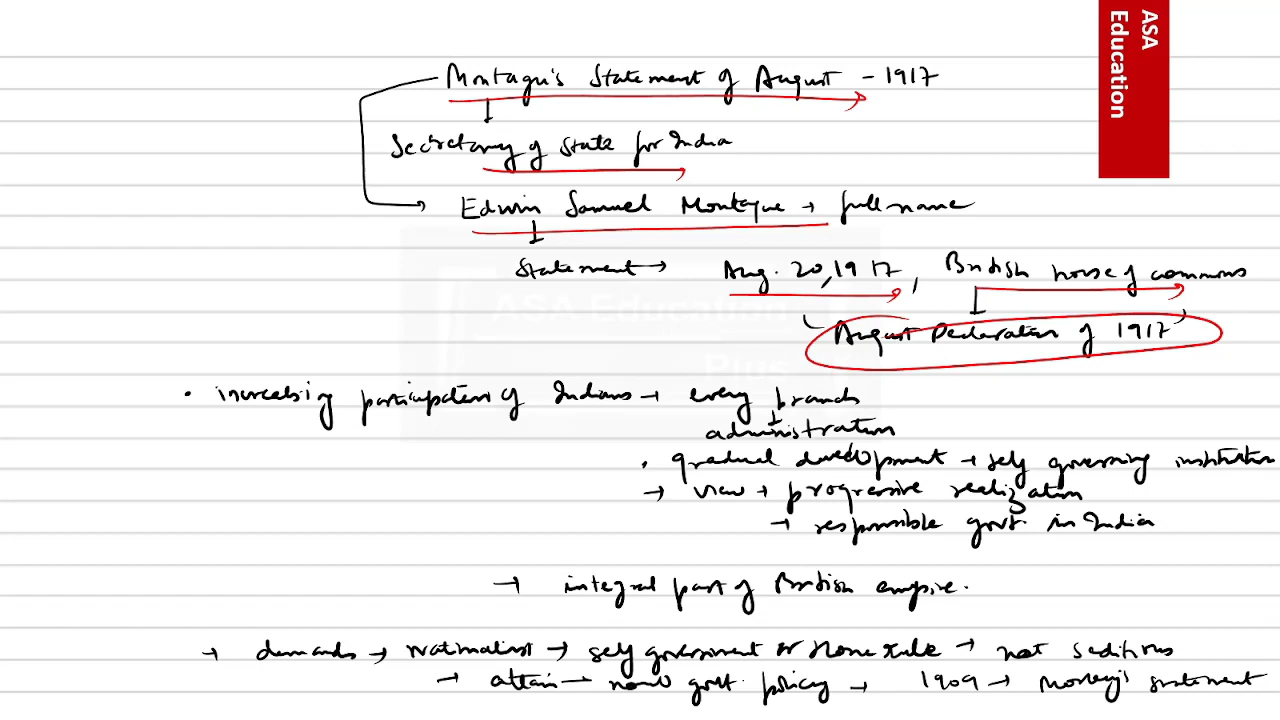 ASA Education
Montagu's Statement of August - 1917
Secretary of State for India
Edwin Samuel Montague → full name
Statement → Aug. 20, 1917, British house of commons
August Declaration of 1917
• increasing participation of Indians → every branch
administration
• gradual development → self governing institution
→ view → progressive realization
→ responsible govt. in India
→ integral part of British empire.
→ demands → nationalist → self government or Home rule → not seditious
→ attain → govt. policy → 1909 → Morley's statement
ASA Education
Plus